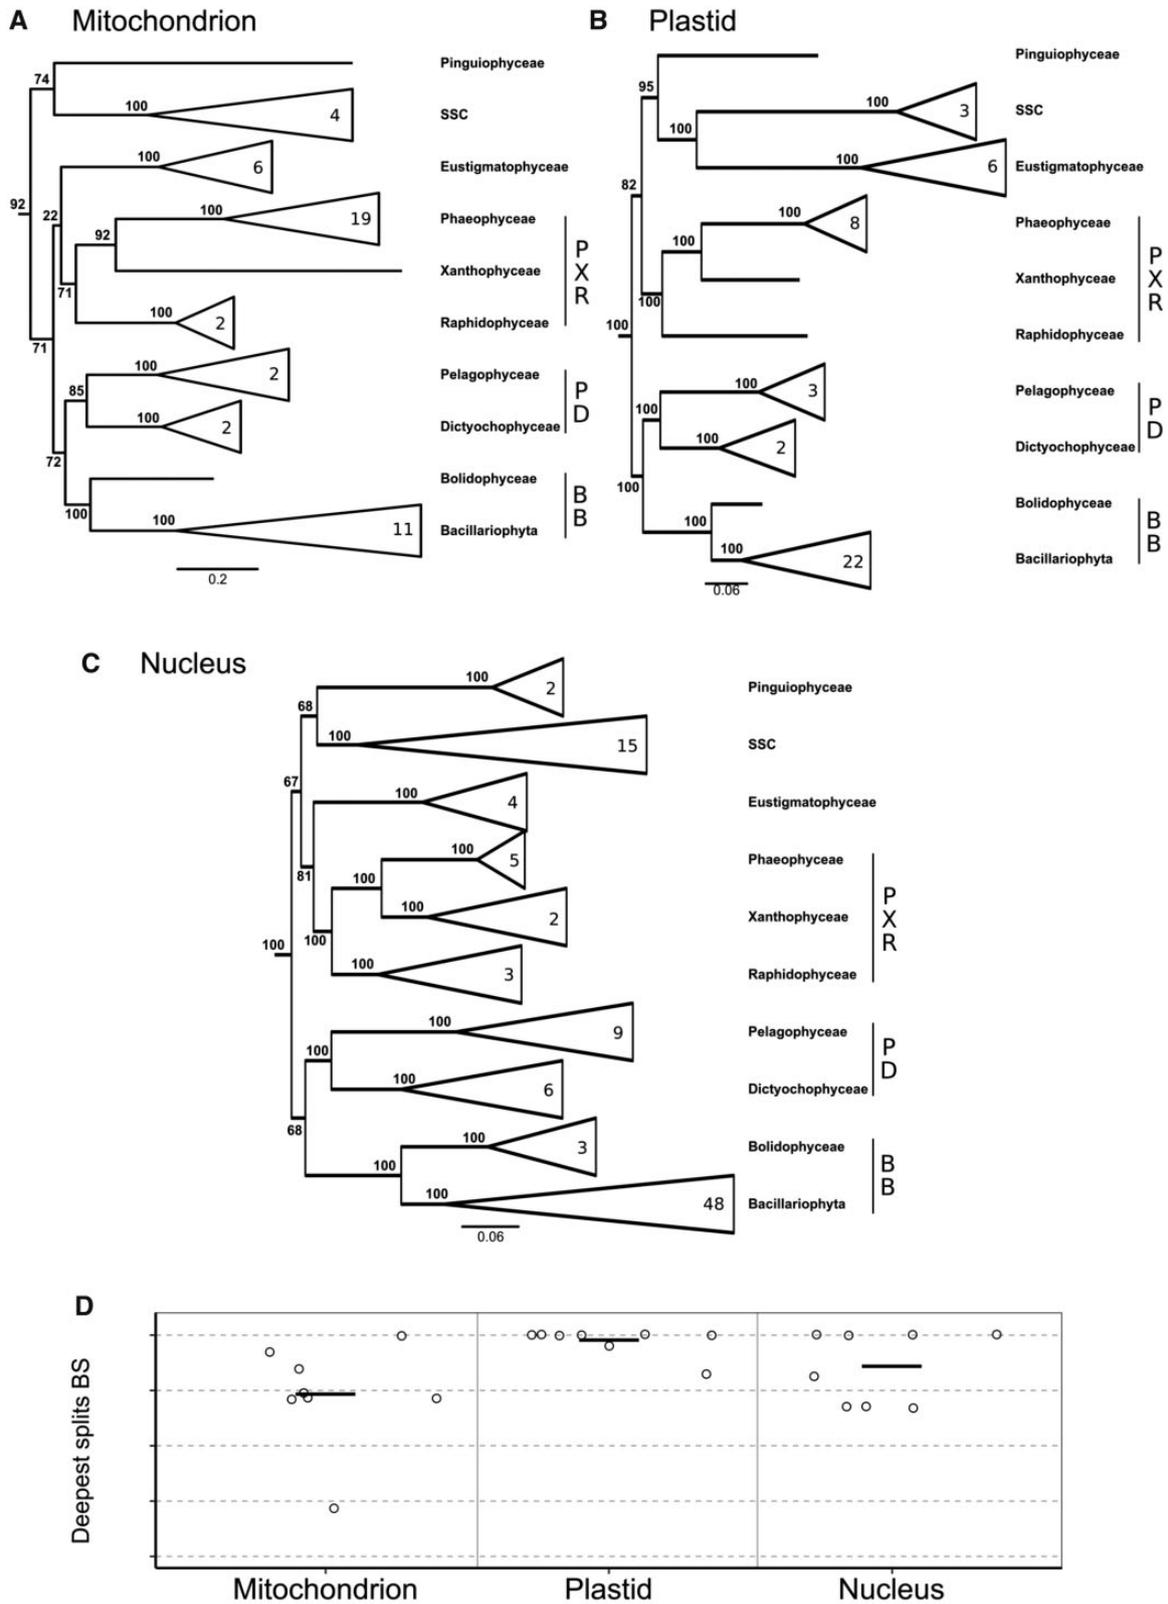 A Mitochondrion
74
Pinguiophyceae
100
4
SSC
100
6
Eustigmatophyceae
92
22
100
19
Phaeophyceae
92
Xanthophyceae
P
X
R
71
100
2
Raphidophyceae
71
100
2
Pelagophyceae
85
P
D
100
2
Dictyochophyceae
72
Bolidophyceae
B
B
100
100
11
Bacillariophyta
0.2
B Plastid
Pinguiophyceae
95
100
3
SSC
100
100
6
Eustigmatophyceae
82
100
8
Phaeophyceae
100
Xanthophyceae
P
X
R
100
100
Raphidophyceae
100
3
Pelagophyceae
100
P
D
100
2
Dictyochophyceae
100
Bolidophyceae
100
B
B
100
22
Bacillariophyta
0.06
C Nucleus
100
2
Pinguiophyceae
68
100
15
SSC
67
100
4
Eustigmatophyceae
100
5
Phaeophyceae
81
100
100
2
Xanthophyceae
P
X
R
100
100
100
3
Raphidophyceae
100
9
Pelagophyceae
100
P
D
100
6
Dictyochophyceae
68
100
3
Bolidophyceae
100
B
B
100
48
Bacillariophyta
0.06
D
Deepest splits BS
Mitochondrion Plastid Nucleus